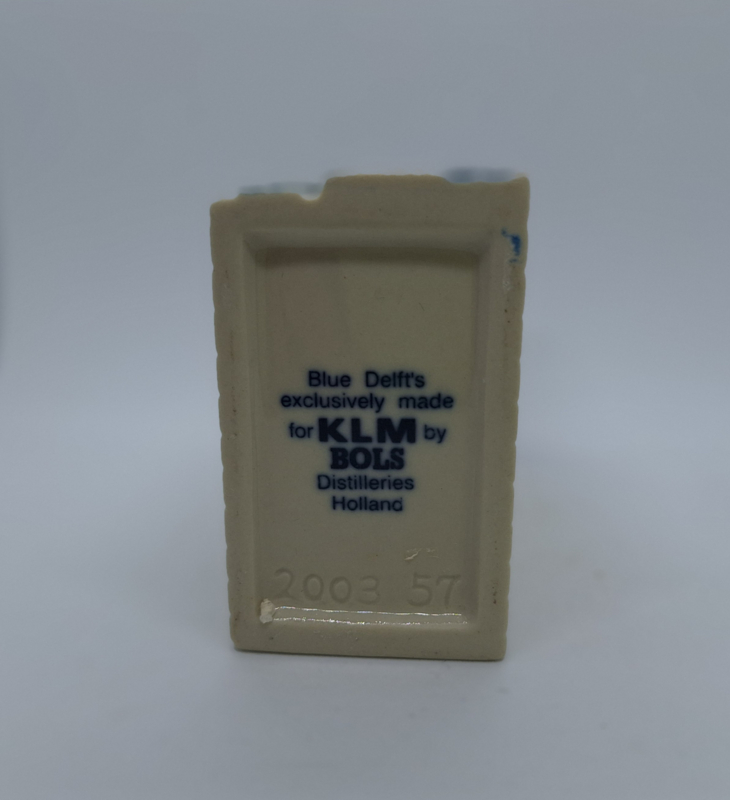 Blue Delft's
exclusively made
for KLM by
BOLS
Distilleries
Holland
2003 57